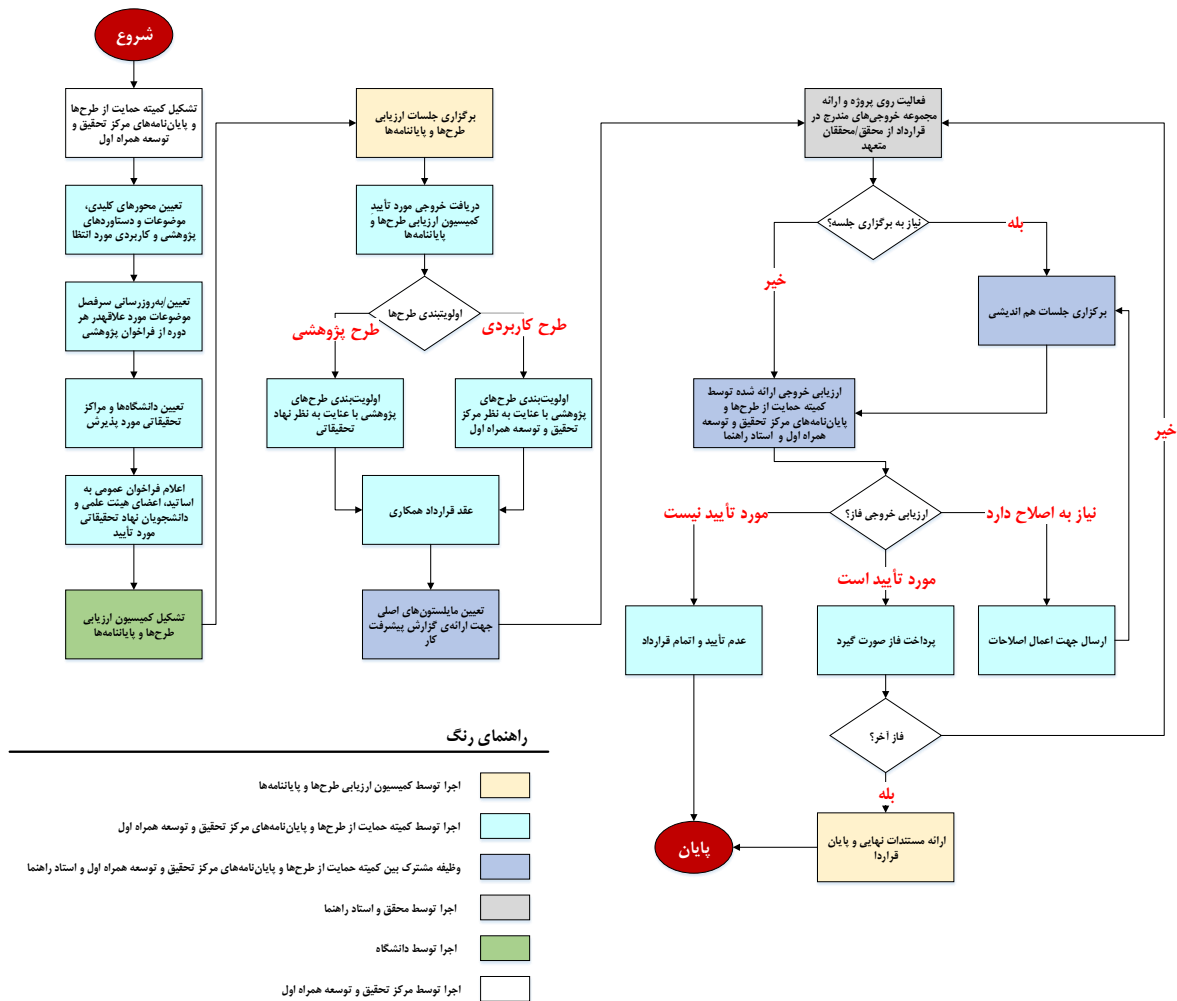 شروع
تشکیل کمیته حمایت از طرح‌ها
و پایان‌نامه‌های مرکز تحقیق و
توسعه همراه اول
تعیین محورهای کلیدی،
موضوعات و دستاوردهای
پژوهشی و کاربردی مورد انتظا
تعیین/به‌روزرسانی سرفصل
موضوعات مورد علاقهدر هر
دوره از فراخوان پژوهشی
تعیین دانشگاه‌ها و مراکز
تحقیقاتی مورد پذیرش
اعلام فراخوان عمومی به
اساتید، اعضای هیئت علمی و
دانشجویان نهاد تحقیقاتی
مورد تأیید
تشکیل کمیسیون ارزیابی
طرح‌ها و پایاننامه‌ها
برگزاری جلسات ارزیابی
طرح‌ها و پایاننامه‌ها
دریافت خروجی مورد تأییدِ
کمیسیون ارزیابی طرح‌ها و
پایاننامه‌ها
اولویتبندی طرح‌ها
طرح کاربردی
طرح پژوهشی
اولویت‌بندی طرح‌های
پژوهشی با عنایت به نظر مرکز
تحقیق و توسعه همراه اول
اولویت‌بندی طرح‌های
پژوهشی با عنایت به نظر نهاد
تحقیقاتی
عقد قرارداد همکاری
تعیین مایلستون‌های اصلی
جهت ارائه‌ی گزارش پیشرفت
کار
فعالیت روی پروژه و ارائه
مجموعه خروجی‌های مندرج در
قرارداد از محقق/محققان
متعهد
نیاز به برگزاری جلسه؟
بله
خیر
برگزاری جلسات هم اندیشی
ارزیابی خروجی ارائه شده توسط
کمیته حمایت از طرح‌ها و
پایان‌نامه‌های مرکز تحقیق و توسعه
همراه اول و استاد راهنما
خیر
ارزیابی خروجی فاز؟
نیاز به اصلاح دارد
مورد تأیید نیست
مورد تأیید است
ارسال جهت اعمال اصلاحات
پرداخت فاز صورت گیرد
عدم تأیید و اتمام قرارداد
فاز آخر؟
بله
ارائه مستندات نهایی و پایان
قراردا
پایان
راهنمای رنگ
اجرا توسط کمیسیون ارزیابی طرح‌ها و پایاننامه‌ها
اجرا توسط کمیته حمایت از طرح‌ها و پایان‌نامه‌های مرکز تحقیق و توسعه همراه اول
وظیفه مشترک بین کمیته حمایت از طرح‌ها و پایان‌نامه‌های مرکز تحقیق و توسعه همراه اول و استاد راهنما
اجرا توسط محقق و استاد راهنما
اجرا توسط دانشگاه
اجرا توسط مرکز تحقیق و توسعه همراه اول